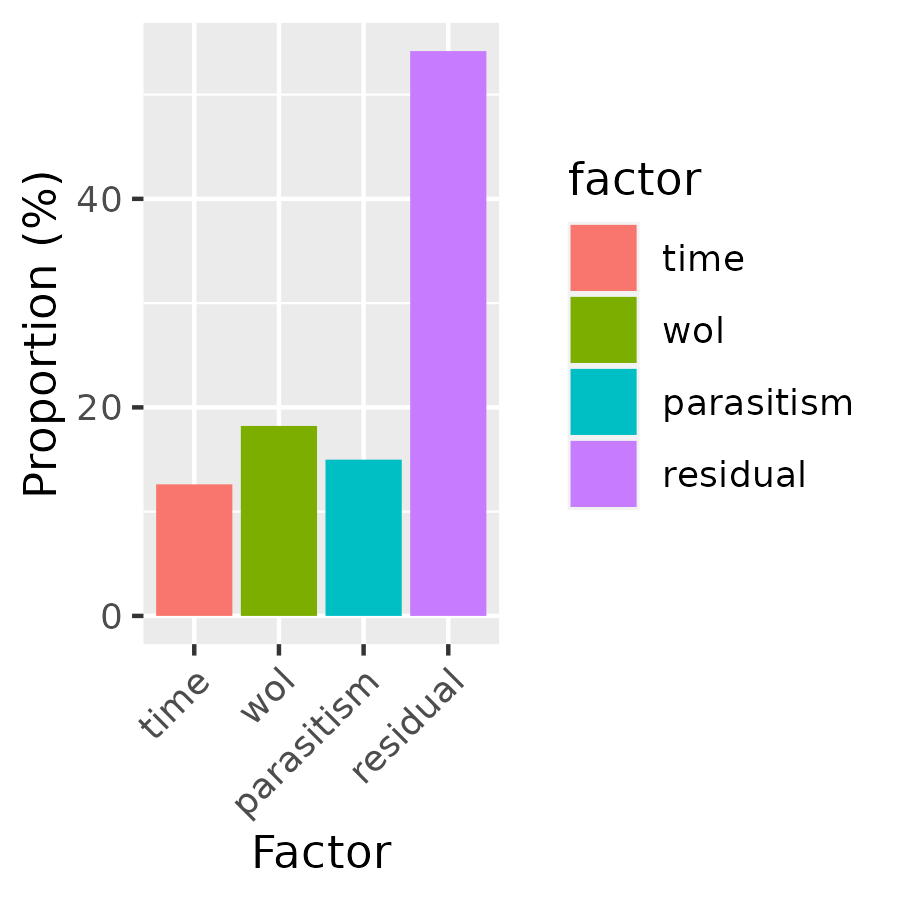 Proportion (%)
40
20
0
time
wol
parasitism
residual
Factor
factor
time
wol
parasitism
residual